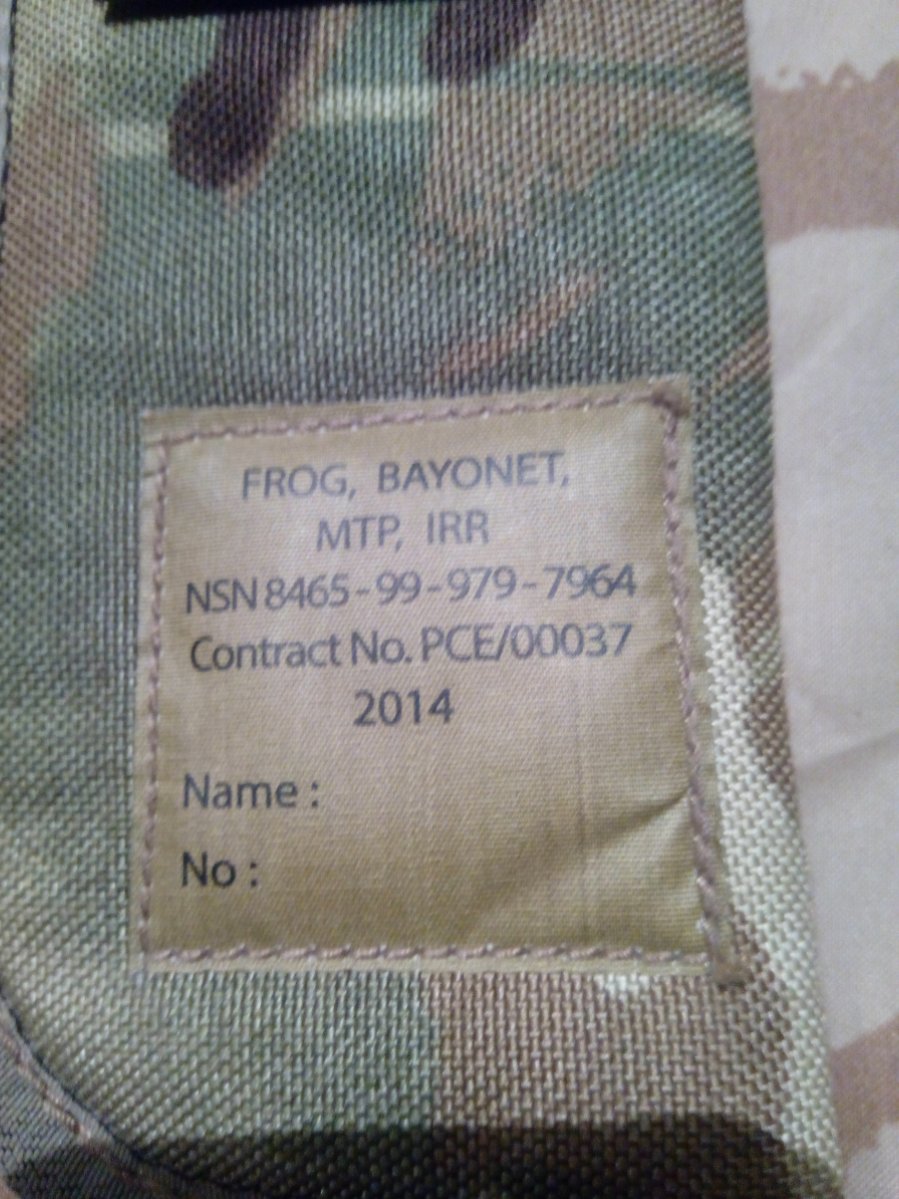 FROG, BAYONET,
MTP, IRR
NSN 8465-99-979-7964
Contract No. PCE/00037
2014
Name :
No :